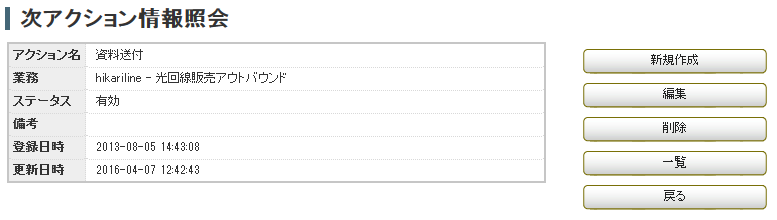 次アクション情報照会
アクション名 資料送付
業務 hikariline - 光回線販売アウトバウンド
ステータス 有効
備考
登録日時 2013-08-05 14:43:08
更新日時 2016-04-07 12:42:43
新規作成
編集
削除
一覧
戻る